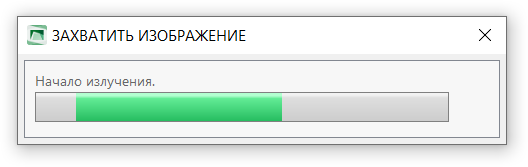 ЗАХВАТИТЬ ИЗОБРАЖЕНИЕ
Начало излучения.